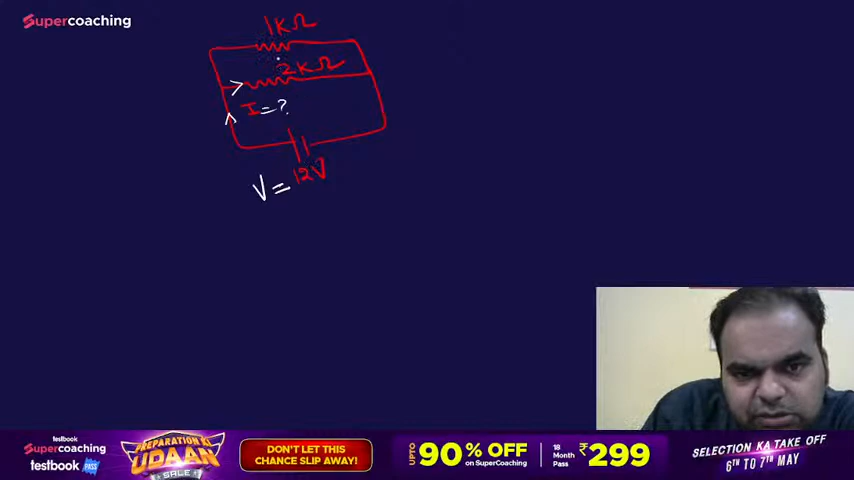 Supercoaching
1KΩ
2KΩ
I=?
V= 12V
testbook
Supercoaching
testbook PASS
PREPARATION KI
UDAAN
SALE
DON'T LET THIS
CHANCE SLIP AWAY!
UPTO 90% OFF
on SuperCoaching
18
Month
Pass
₹299
SELECTION KA TAKE OFF
6TH TO 7TH MAY